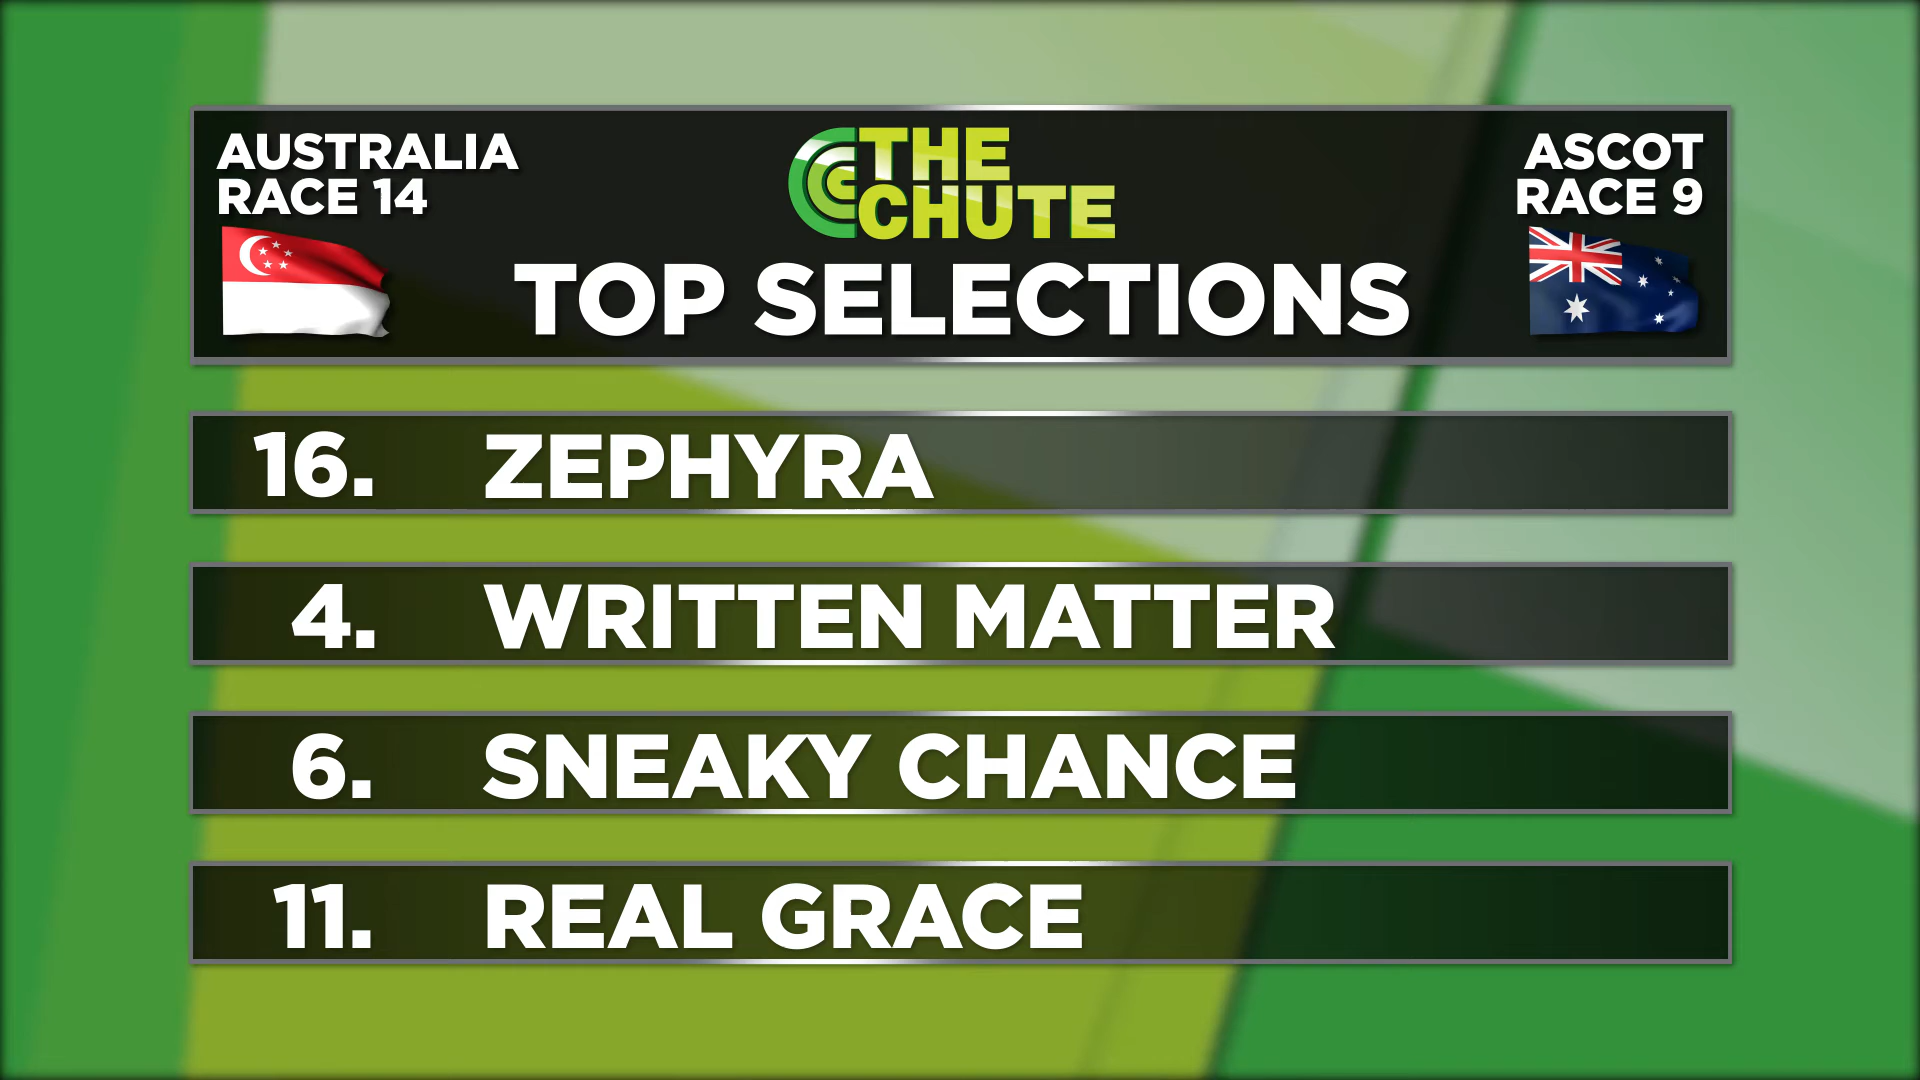 AUSTRALIA
RACE 14
THE
CHUTE
ASCOT
RACE 9
TOP SELECTIONS
16. ZEPHYRA
4. WRITTEN MATTER
6. SNEAKY CHANCE
11. REAL GRACE